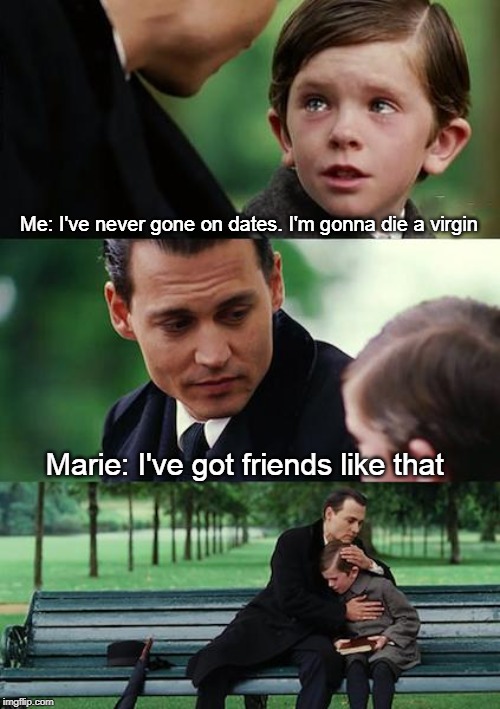 Me: I've never gone on dates. I'm gonna die a virgin
Marie: I've got friends like that
imgflip.com